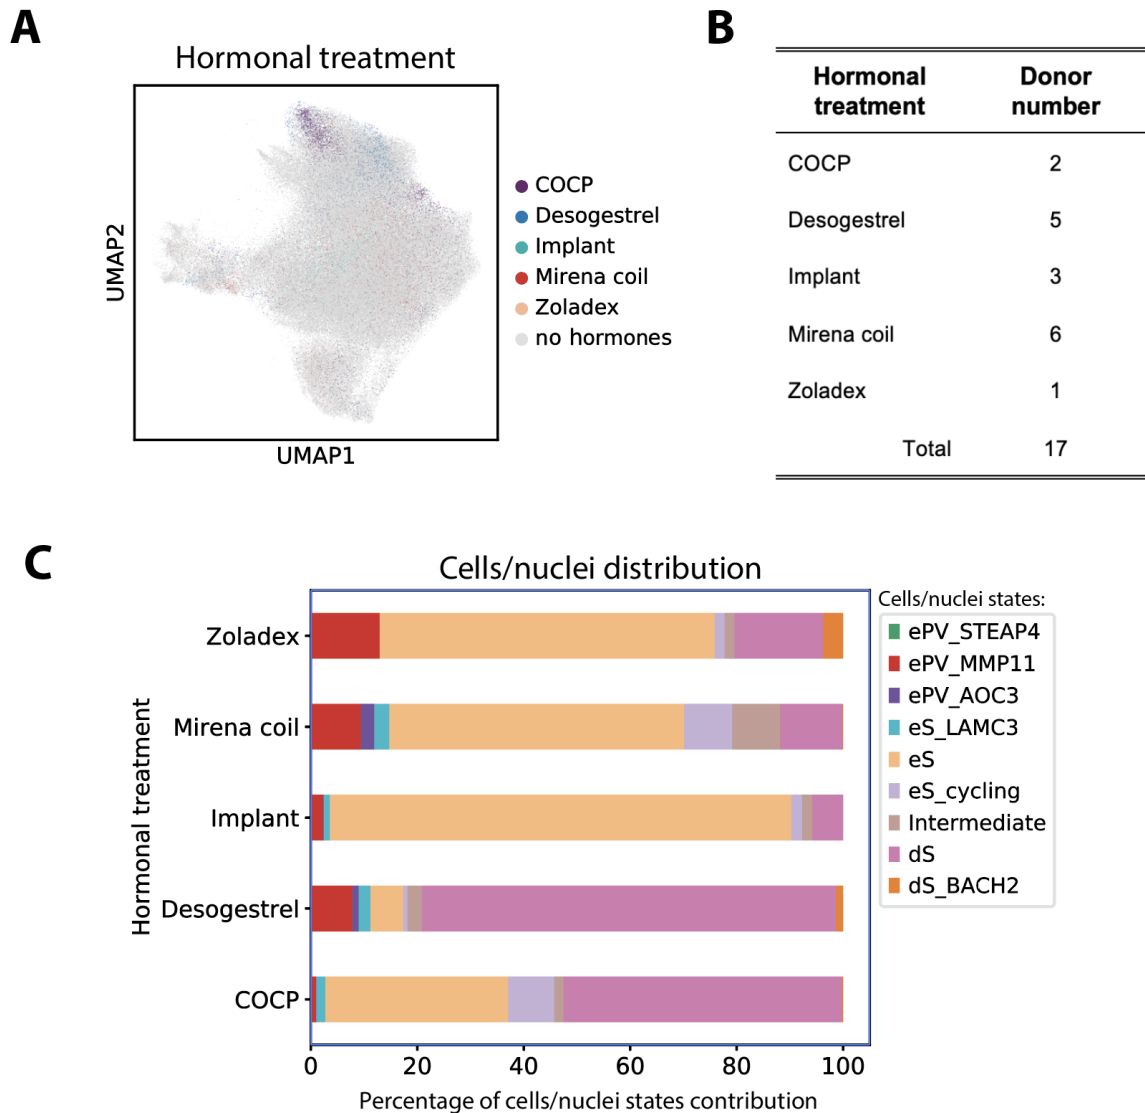 A
Hormonal treatment
UMAP2
UMAP1
COCP
Desogestrel
Implant
Mirena coil
Zoladex
no hormones
B
Hormonal treatment Donor number
COCP 2
Desogestrel 5
Implant 3
Mirena coil 6
Zoladex 1
Total 17
C
Cells/nuclei distribution
Hormonal treatment
Zoladex
Mirena coil
Implant
Desogestrel
COCP
0 20 40 60 80 100
Percentage of cells/nuclei states contribution
Cells/nuclei states:
ePV_STEAP4
ePV_MMP11
ePV_AOC3
eS_LAMC3
eS
eS_cycling
Intermediate
dS
dS_BACH2